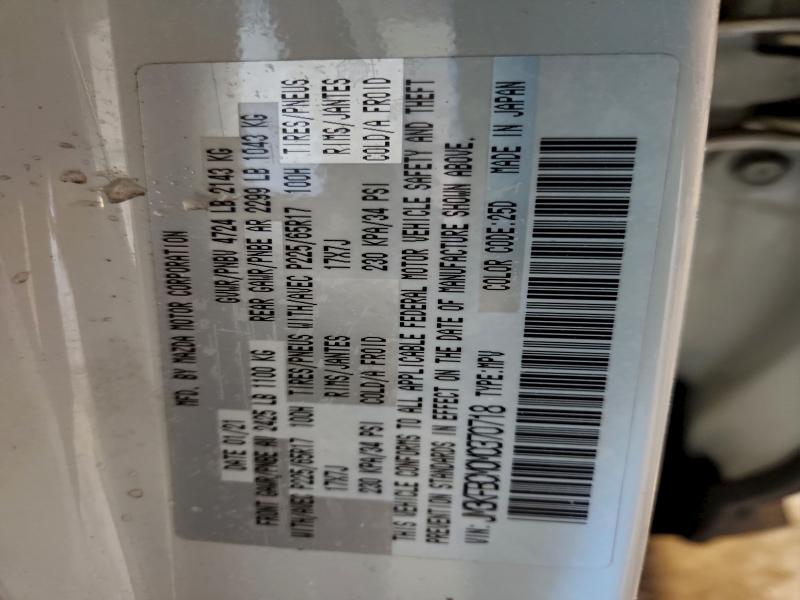 MFD. BY MAZDA MOTOR CORPORATION
DATE 01/21 GVWR/PNBV 4724 LB 2143 KG
FRONT GAWR/PNBE AV 2425 LB 1100 KG REAR GAWR/PNBE AR 2299 LB 1043 KG
WITH/AVEC P225/65R17 100H TIRES/PNEUS WITH/AVEC P225/65R17 100H TIRES/PNEUS
17X7J RIMS/JANTES 17X7J RIMS/JANTES
230 KPA/34 PSI COLD/A FROID 230 KPA/34 PSI COLD/A FROID
THIS VEHICLE CONFORMS TO ALL APPLICABLE FEDERAL MOTOR VEHICLE SAFETY AND THEFT
PREVENTION STANDARDS IN EFFECT ON THE DATE OF MANUFACTURE SHOWN ABOVE.
VIN: TYPE:MPV COLOR CODE:25D MADE IN JAPAN